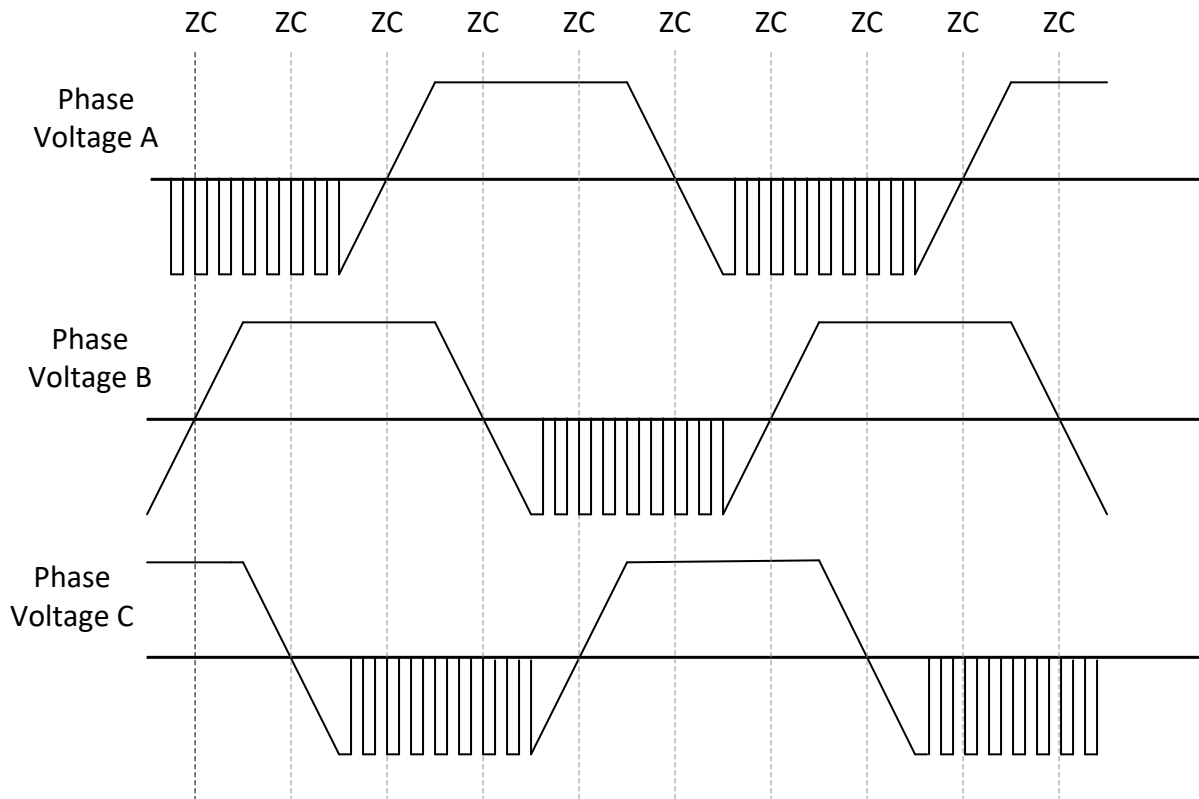 ZC ZC ZC ZC ZC ZC ZC ZC ZC ZC
Phase
Voltage A
Phase
Voltage B
Phase
Voltage C